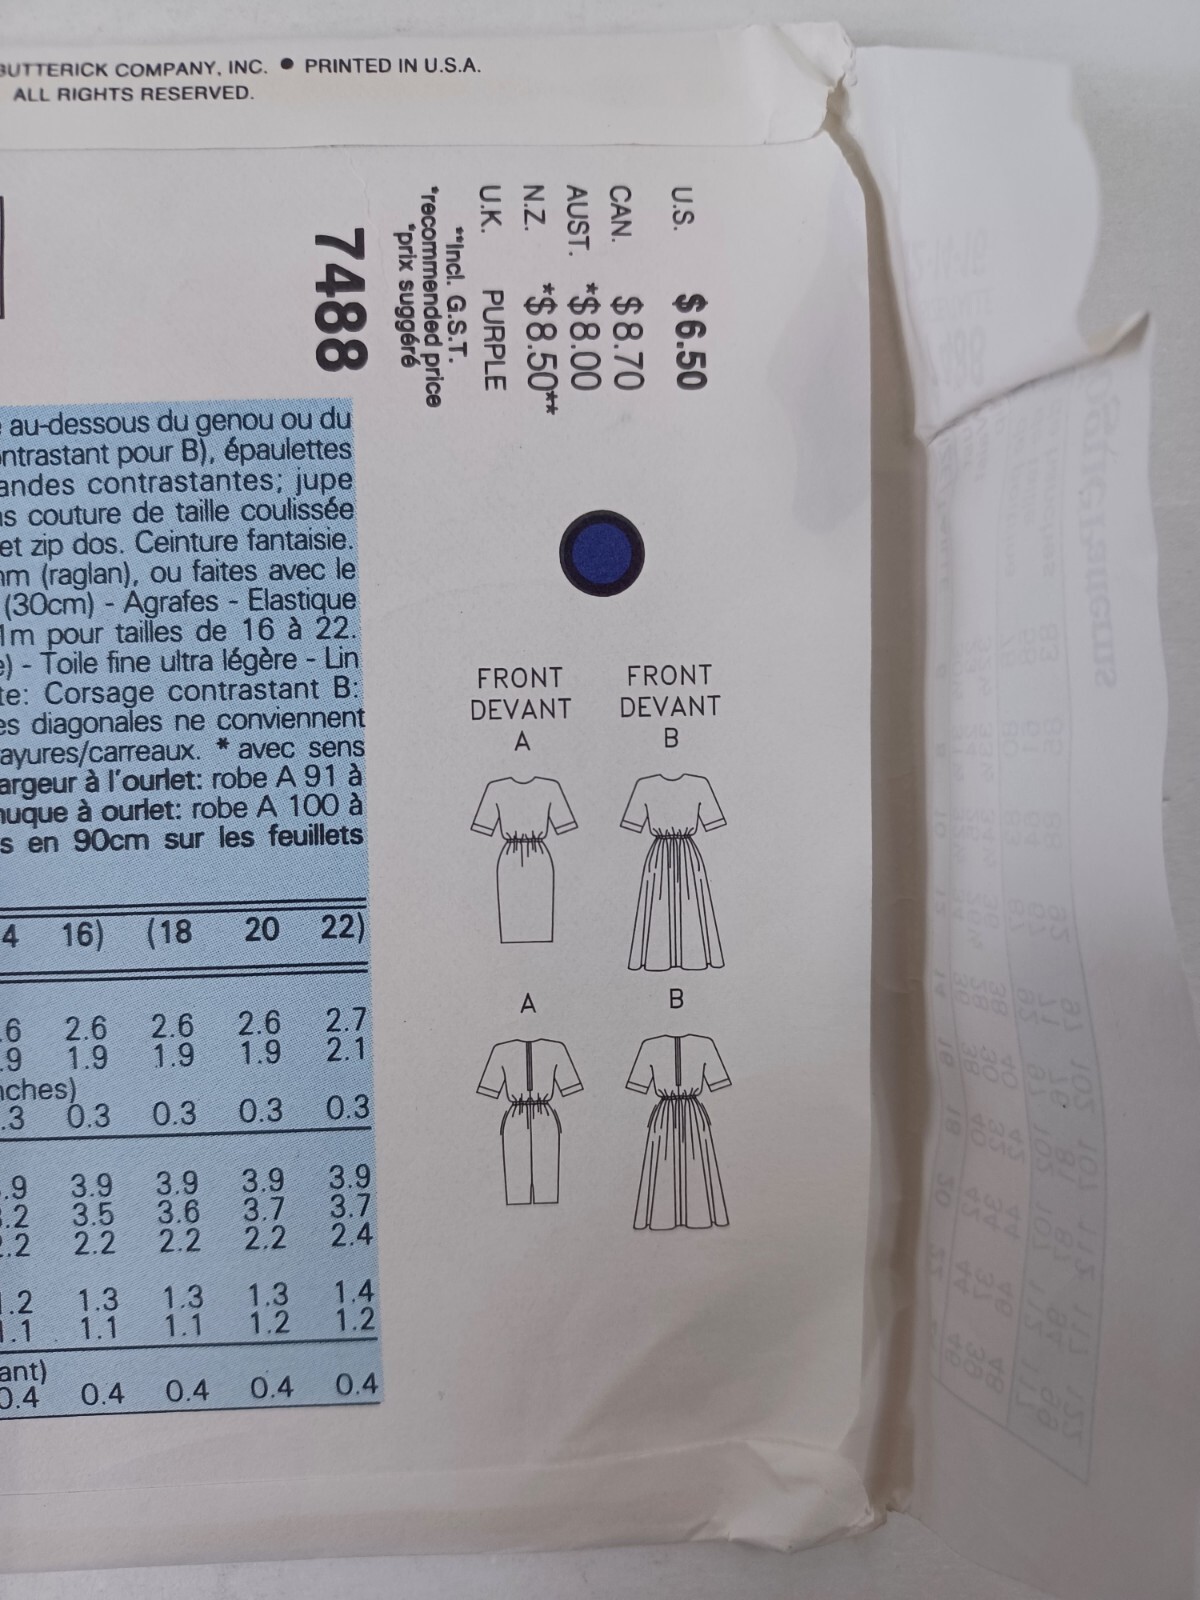 BUTTERICK COMPANY, INC. ● PRINTED IN U.S.A.
ALL RIGHTS RESERVED.
U.S. $6.50
CAN. $8.70
AUST. *$8.00
N.Z. *$8.50**
U.K. PURPLE
**Incl. G.S.T.
*recommended price
*prix suggéré
7488
au-dessous du genou ou du
ontrastant pour B), épaulettes
andes contrastantes; jupe
ns couture de taille coulissée
et zip dos. Ceinture fantaisie.
mm (raglan), ou faites avec le
(30cm) - Agrafes - Elastique
1m pour tailles de 16 à 22.
e) - Toile fine ultra légère - Lin
te: Corsage contrastant B:
es diagonales ne conviennent
ayures/carreaux. * avec sens
argeur à l'ourlet: robe A 91 à
nuque à ourlet: robe A 100 à
s en 90cm sur les feuillets
4 16) (18 20 22)
.6 2.6 2.6 2.6 2.7
.9 1.9 1.9 1.9 2.1
nches)
.3 0.3 0.3 0.3 0.3
.9 3.9 3.9 3.9 3.9
.2 3.5 3.6 3.7 3.7
.2 2.2 2.2 2.2 2.4
1.2 1.3 1.3 1.3 1.4
1.1 1.1 1.1 1.2 1.2
ant)
0.4 0.4 0.4 0.4 0.4
FRONT
DEVANT
A
FRONT
DEVANT
B
A
B